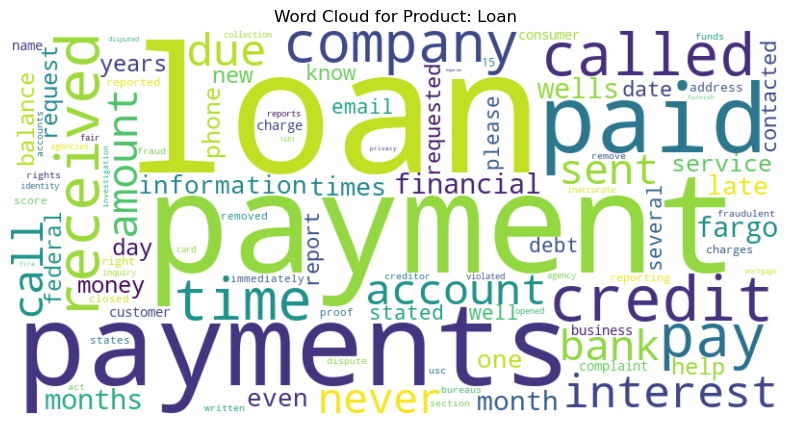 Word Cloud for Product: Loan
name
collection
disputed
loan
company
consumer
funds
called
years
due
new
know
received
request
reported
balance
accounts
agencies
fair
phone
email
charge
reports
1681
privacy
requested
please
15
paid
wells
date
address
contacted
amount
investigation
fraud
rights
identity
score
information
times
financial
sent
remove
service
inaccurate
late
call
federal
payment
removed
report
day
right
card
debt
several
fargo
fraudulent
charges
fcra
inquiry
money
closed
immediately
creditor
violated
agency
reporting
mortgage
time
account
credit
customer
proof
stated
well
opened
business
payments
states
bank
pay
dispute
usc
one
complaint
help
act
months
written
even
never
bureaus
section
month
interest